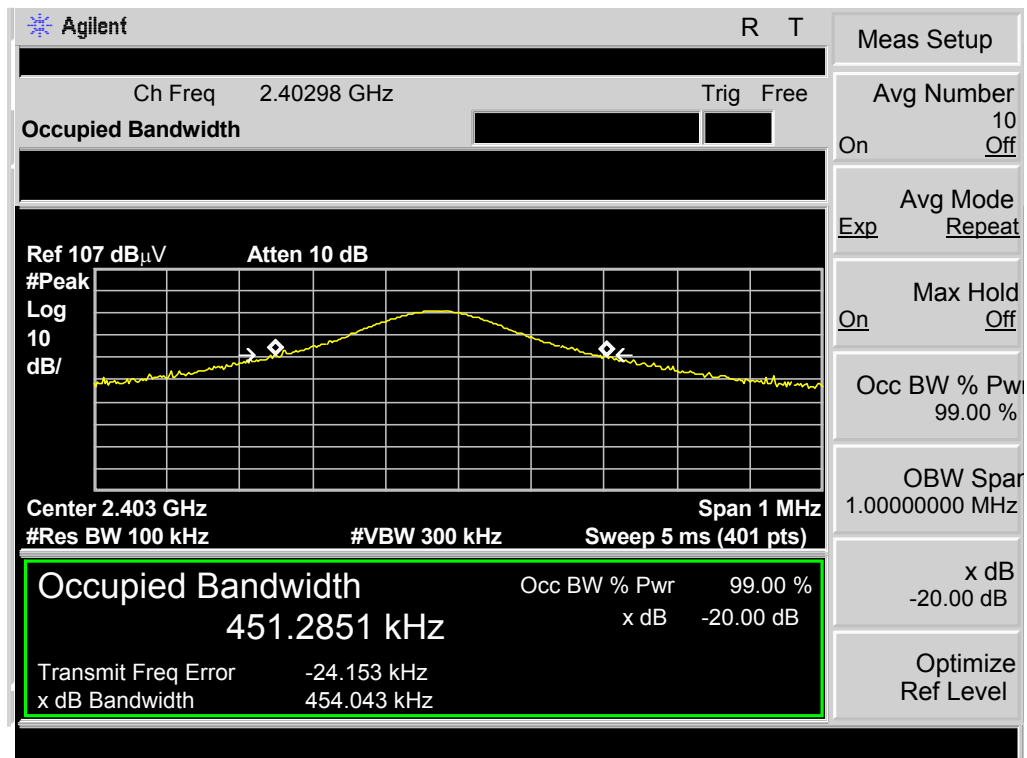 Agilent R T
Ch Freq 2.40298 GHz Trig Free
Occupied Bandwidth
Ref 107 dBμV Atten 10 dB
#Peak
Log
10
dB/
Center 2.403 GHz Span 1 MHz
#Res BW 100 kHz #VBW 300 kHz Sweep 5 ms (401 pts)
Occupied Bandwidth Occ BW % Pwr 99.00 %
451.2851 kHz x dB -20.00 dB
Transmit Freq Error -24.153 kHz
x dB Bandwidth 454.043 kHz
Meas Setup
Avg Number
10
On Off
Avg Mode
Exp Repeat
Max Hold
On Off
Occ BW % Pwr
99.00 %
OBW Span
1.00000000 MHz
x dB
-20.00 dB
Optimize
Ref Level